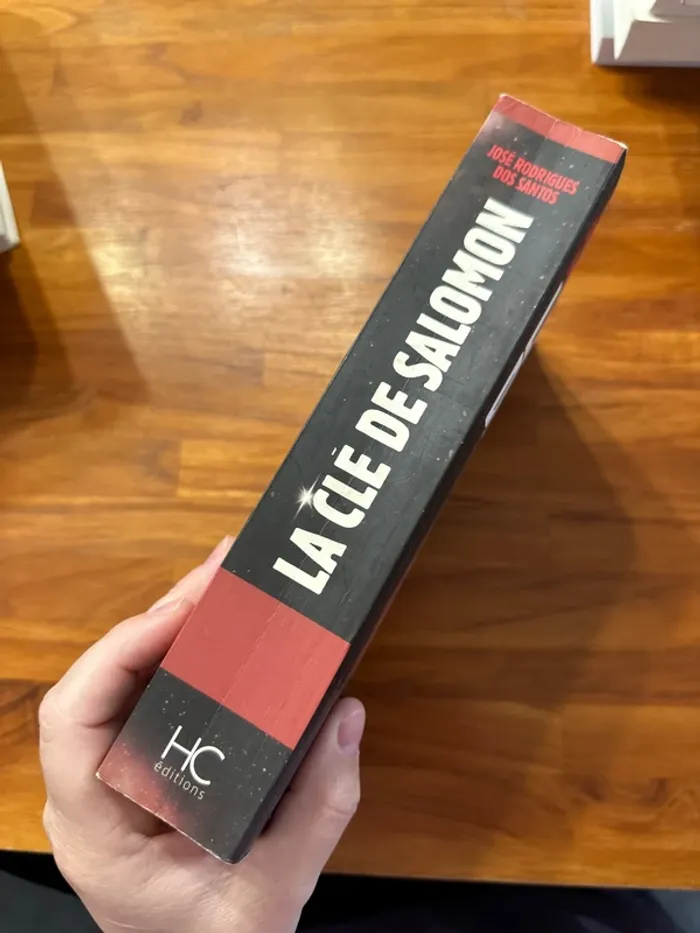 JOSÉ RODRIGUES
DOS SANTOS
LA CLÉ DE SALOMON
HC
éditions